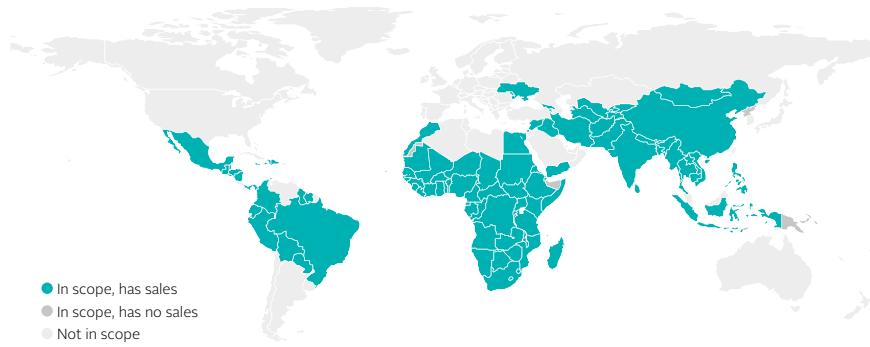 In scope, has sales
In scope, has no sales
Not in scope